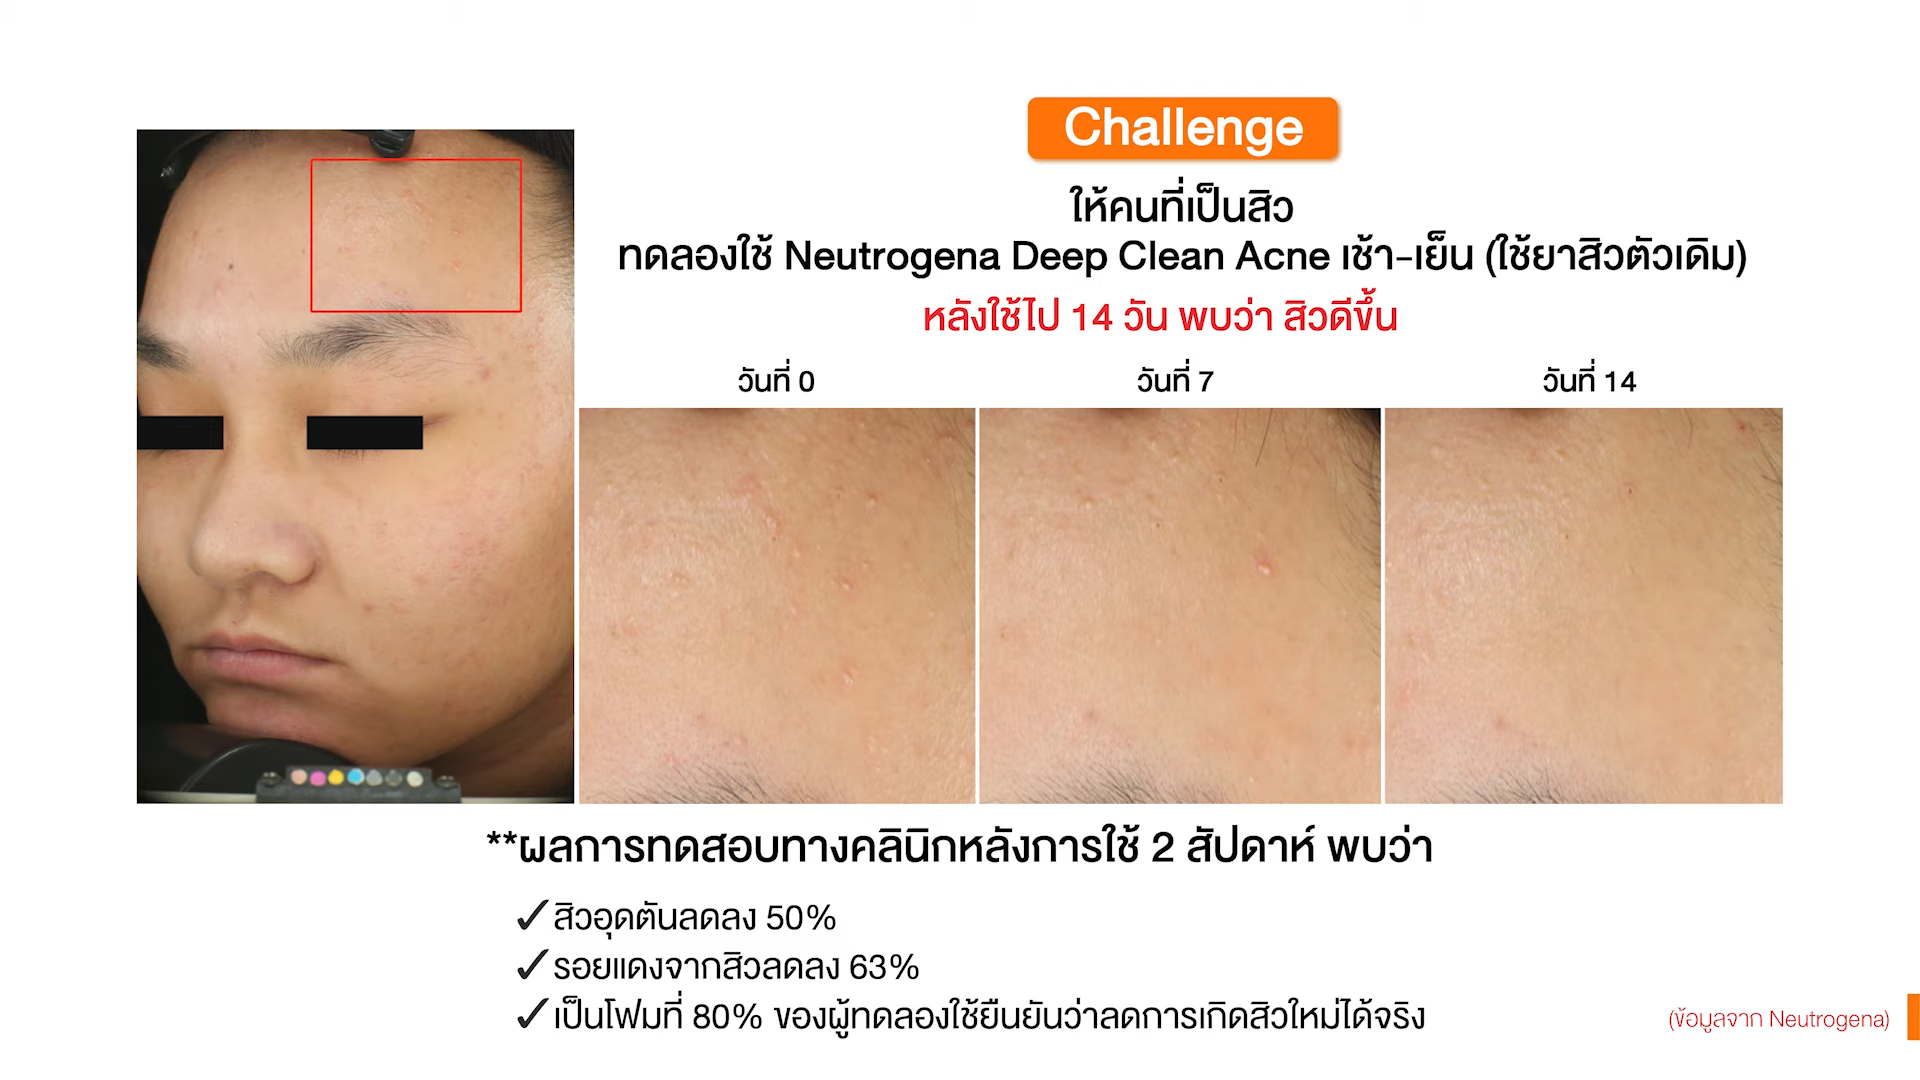 Challenge
ให้คนที่เป็นสิว
ทดลองใช้ Neutrogena Deep Clean Acne เช้า-เย็น (ใช้ยาสิวตัวเดิม)
หลังใช้ไป 14 วัน พบว่า สิวดีขึ้น
วันที่ 0
วันที่ 7
วันที่ 14
**ผลการทดสอบทางคลินิกหลังการใช้ 2 สัปดาห์ พบว่า
✓สิวอุดตันลดลง 50%
✓รอยแดงจากสิวลดลง 63%
✓เป็นโฟมที่ 80% ของผู้ทดลองใช้ยืนยันว่าลดการเกิดสิวใหม่ได้จริง
(ข้อมูลจาก Neutrogena)